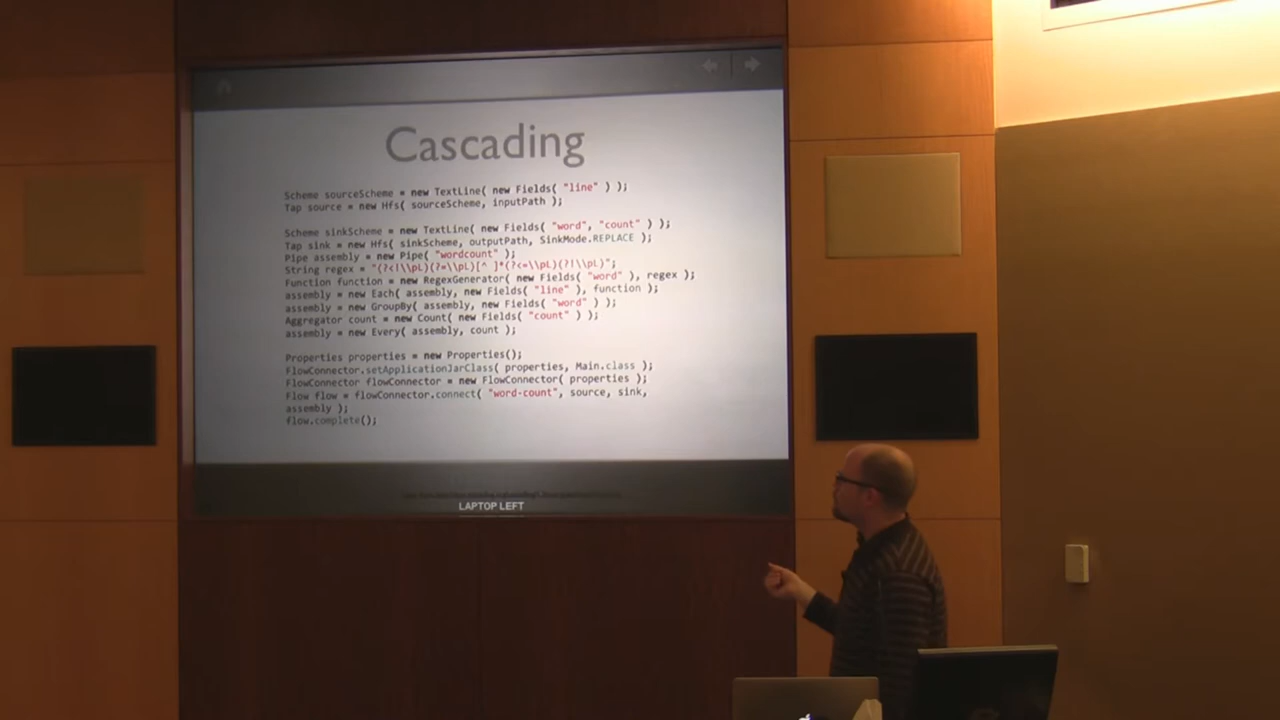 Cascading
Scheme sourceScheme = new TextLine( new Fields( "line" ) );
Tap source = new Hfs( sourceScheme, inputPath );
Scheme sinkScheme = new TextLine( new Fields( "word", "count" ) );
Tap sink = new Hfs( sinkScheme, outputPath, SinkMode.REPLACE );
Pipe assembly = new Pipe( "wordcount" );
String regex = "(?<!\\pL)(?=\\pL)[^ ]*(?<=\\pL)(?!\\pL)";
Function function = new RegexGenerator( new Fields( "word" ), regex );
assembly = new Each( assembly, new Fields( "line" ), function );
assembly = new GroupBy( assembly, new Fields( "word" ) );
Aggregator count = new Count( new Fields( "count" ) );
assembly = new Every( assembly, count );
Properties properties = new Properties();
FlowConnector.setApplicationJarClass( properties, Main.class );
FlowConnector flowConnector = new FlowConnector( properties );
Flow flow = flowConnector.connect( "word-count", source, sink,
assembly );
flow.complete();
LAPTOP LEFT